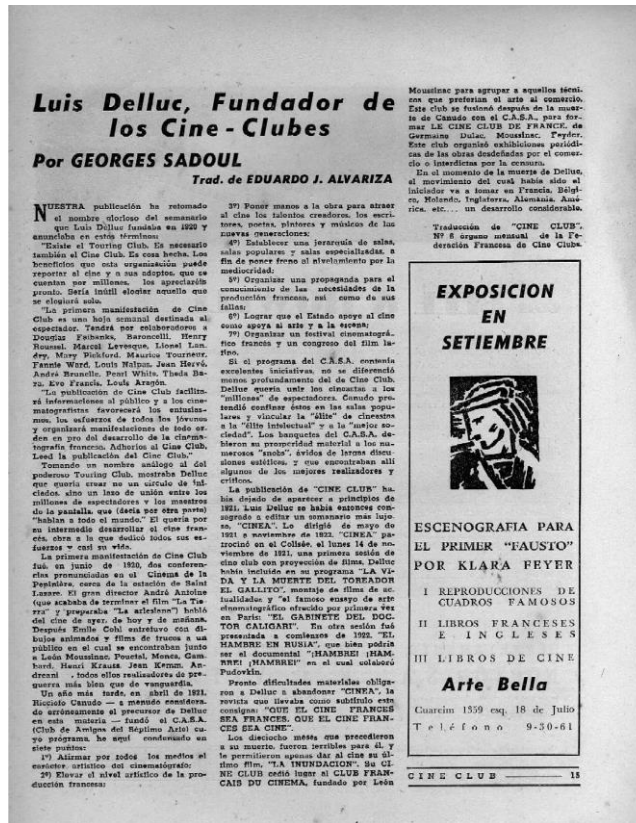 Luis Delluc, Fundador de
los Cine - Clubes
Por GEORGES SADOUL
Trad. de EDUARDO J. ALVARIZA
NUESTRA publicación ha retomado
el nombre glorioso del semanario
que Luis Delluc fundaba en 1920 y
anunciaba en estos términos:
"Existe el Touring Club. Es necesario
también el Cine Club. Es cosa hecha. Los
beneficios que esta organización puede
reportar al cine y a sus adeptos, que se
cuentan por millones, los apreciaréis
pronto. Sería inútil elogiar aquello que
se elogiará solo.
"La primera manifestación de Cine
Club es una hoja semanal destinada al
espectador. Tendrá por colaboradores a
Douglas Faibanks, Baroncelli, Henry
Roussel, Marcel Levesque, Lionel Lan-
dry, Mary Pickford, Maurice Tourneur,
Fannie Ward, Louis Nalpas, Jean Hervé,
André Brunelle, Pearl White, Theda Ba-
ra, Eve Francis, Louis Aragón.
"La publicación de Cine Club facilita-
rá informaciones al público y a los cine-
matografistas favorecerá los entusias-
mos, los esfuerzos de todos los jóvenes
y organizará manifestaciones de todo or-
den en pro del desarrollo de la cinema-
tografía francesa. Adherios al Cine Club.
Leed la publicación del Cine Club."
Tomando un nombre análogo al del
poderoso Touring Club, mostraba Delluc
que quería crear no un círculo de ini-
ciados, sino un lazo de unión entre los
millones de espectadores y los maestros
de la pantalla, que (decía por otra parte)
"hablan a todo el mundo." El quería por
su intermedio desarrollar el cine fran-
cés, obra a la que dedicó todos sus es-
fuerzos y casi su vida.
La primera manifestación de Cine Club
fué, en junio de 1920, dos conferen-
cias pronunciadas en el Cinéma de la
Pepinière, cerca de la estación de Saint
Lazare. El gran director André Antoine
(que acababa de terminar el film "La Tie-
rra" y preparaba "La arlesiana") habló
del cine de ayer, de hoy y de mañana.
Después Emile Cohl entretuvo con di-
bujos animados y films de trucos a un
público en el cual se encontraban junto
a León Moussinac, Pouctal, Monca, Gam-
bard, Henri Krauss, Jean Kemm, An-
dreani, todos ellos realizadores de pre-
guerra más bien que de vanguardia.
Un año más tarde, en abril de 1921,
Ricciolo Canudo — a menudo considera-
do erróneamente el precursor de Delluc
en esta materia — fundó el C.A.S.A.
(Club de Amigos del Séptimo Arte) cu-
yo programa, he aquí condensado en
siete puntos:
1º) Afirmar por todos los medios el
carácter artístico del cinematógrafo;
2º) Elevar el nivel artístico de la pro-
ducción francesa;
3º) Poner manos a la obra para atraer
al cine los talentos creadores, los escri-
tores, poetas, pintores y músicos de las
nuevas generaciones;
4º) Establecer una jerarquía de salas,
salas populares y salas especializadas, a
fin de poner freno al nivelamiento por la
mediocridad;
5º) Organizar una propaganda para el
conocimiento de las necesidades de la
producción francesa, así como de sus
fallas;
6º) Lograr que el Estado apoye al cine
como apoya al arte y a la escena;
7º) Organizar un festival cinematográ-
fico francés y un congreso del film la-
tino.
Si el programa del C.A.S.A. contenía
excelentes iniciativas, no se diferenció
menos profundamente del de Cine Club.
Delluc quería unir los cineastas a los
"millones" de espectadores. Canudo pre-
tendió confinar éstos en las salas popu-
lares y vincular la "élite" de cineastas
a la "élite intelectual" y a la "mejor so-
ciedad". Los banquetes del C.A.S.A. de-
bieron su prosperidad material a los nu-
merosos "snobs", ávidos de largas discu-
siones estéticas, y que encontraban allí
algunos de los mejores realizadores y
críticos.
La publicación de "CINE CLUB" ha-
bía dejado de aparecer a principios de
1921. Luis Delluc se había entonces con-
sagrado a editar un semanario más lujo-
so, "CINEA". Lo dirigió de mayo de
1921 a noviembre de 1922. "CINEA" pa-
trocinó en el Colisée, el lunes 14 de no-
viembre de 1921, una primera sesión de
cine club con proyección de films. Delluc
había incluido en su programa "LA VI-
DA Y LA MUERTE DEL TOREADOR
EL GALLITO", montaje de films de ac-
tualidades y "el famoso ensayo de arte
cinematográfico ofrecido por primera vez
en París: "EL GABINETE DEL DOC-
TOR CALIGARI". En otra sesión fué
presentada a comienzos de 1922, "EL
HAMBRE EN RUSIA", que bien podría
ser el documental "¡HAMBRE! ¡HAM-
BRE! ¡HAMBRE!" en el cual colaboró
Pudovkin.
Pronto dificultades materiales obliga-
ron a Delluc a abandonar "CINEA", la
revista que llevaba como subtítulo esta
consigna: "QUE EL CINE FRANCES
SEA FRANCES, QUE EL CINE FRAN-
CES SEA CINE".
Los dieciocho meses que precedieron
a su muerte, fueron terribles para él, y
le permitieron apenas dar al cine su úl-
timo film, "LA INUNDACION". Su CI-
NE CLUB cedió lugar al CLUB FRAN-
CAIS DU CINEMA, fundado por León
Moussinac para agrupar a aquellos técni-
cos que preferían el arte al comercio.
Este club se fusionó después de la muer-
te de Canudo con el C.A.S.A., para for-
mar LE CINE CLUB DE FRANCE, de
Germaine Dulac, Moussinac, Feyder.
Este club organizó exhibiciones periódi-
cas de las obras desdeñadas por el comer-
cio o interdictas por la censura.
En el momento de la muerte de Delluc,
el movimiento del cual había sido el
iniciador va a tomar en Francia, Bélgi-
ca, Holanda, Inglaterra, Alemania, Amé-
rica, etc.... un desarrollo considerable.
Traducción de "CINE CLUB",
Nº 6 órgano mensual de la Fe-
deración Francesa de Cine Clubs.
EXPOSICION
EN
SETIEMBRE
ESCENOGRAFIA PARA
EL PRIMER "FAUSTO"
POR KLARA FEYER
I REPRODUCCIONES DE
CUADROS FAMOSOS
II LIBROS FRANCESES
E INGLESES
III LIBROS DE CINE
Arte Bella
Cuareim 1359 esq. 18 de Julio
Teléfono 9-50-61
CINE CLUB 15